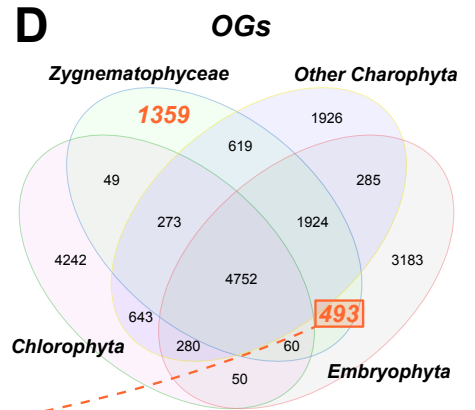 D OGs
Zygnematophyceae Other Charophyta
1359 1926
619
49 285
273 1924
4242 4752 3183
643 493
280 60
Chlorophyta Embryophyta
50